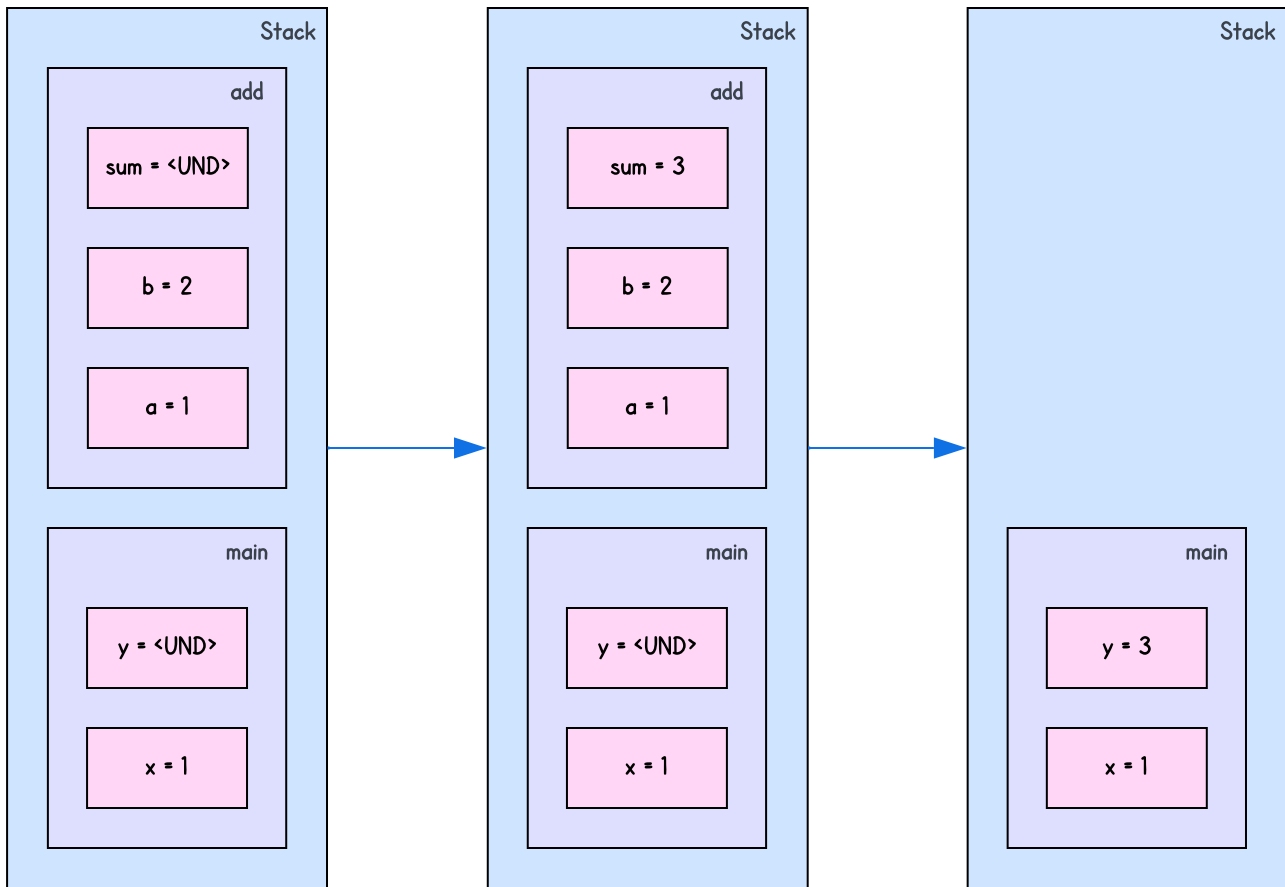 Stack
add
sum = <UND>
b = 2
a = 1
main
y = <UND>
x = 1
Stack
add
sum = 3
b = 2
a = 1
main
y = <UND>
x = 1
Stack
main
y = 3
x = 1